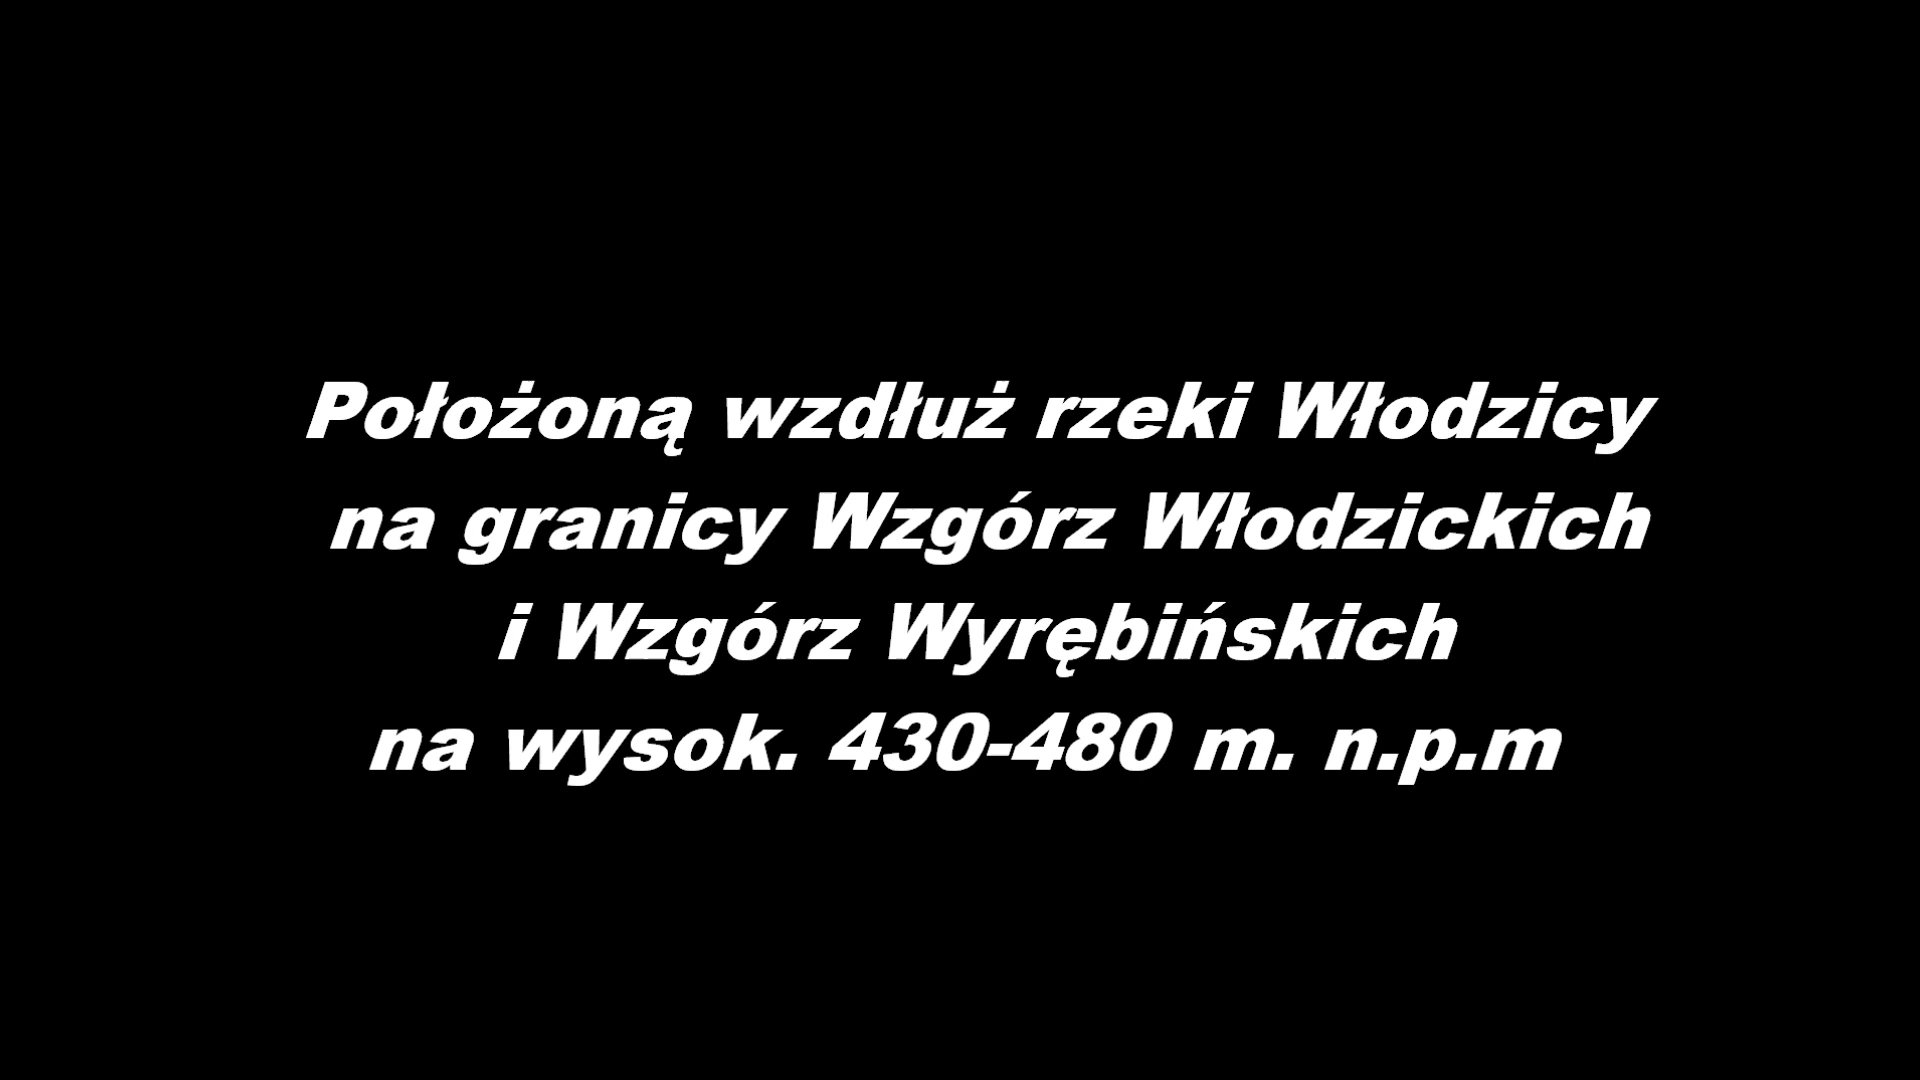 Położoną wzdłuż rzeki Włodzicy
na granicy Wzgórz Włodzickich
i Wzgórz Wyrębińskich
na wysok. 430-480 m. n.p.m